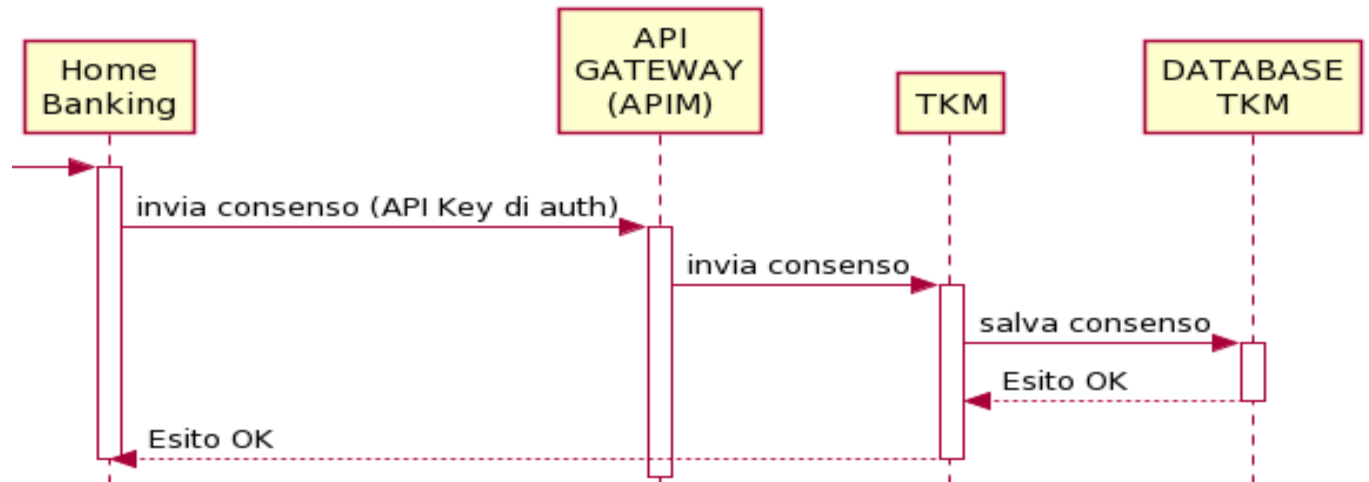 Home
Banking
API
GATEWAY
(APIM)
TKM
DATABASE
TKM
invia consenso (API Key di auth)
invia consenso
salva consenso
Esito OK
Esito OK